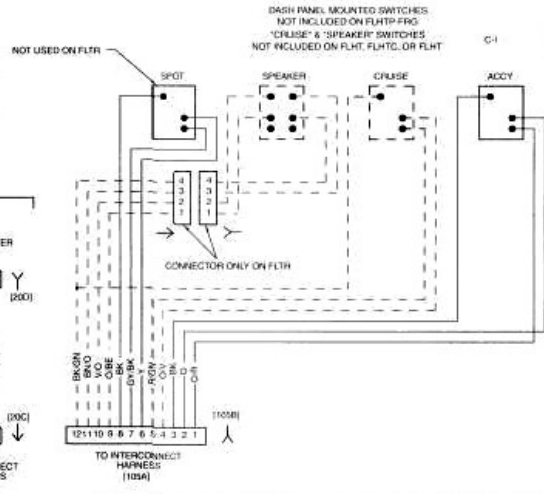 DASH PANEL MOUNTED SWITCHES
NOT INCLUDED ON FLHTP-FRG
"CRUISE" & "SPEAKER" SWITCHES
NOT INCLUDED ON FLHT, FLHTC, OR FLHT
C-I
NOT USED ON FLTR
SPOT
SPEAKER
CRUISE
ACCY
4 4
3 3
2 2
1 1
CONNECTOR ONLY ON FLTR
ER
[20D]
BK/GN
BN/O
V/O
O/BE
BK
GY/BK
Y
R/GN
O/V
BK
O
O/R
[20C]
[105B]
12 11 10 9 8 7 6 5 4 3 2 1
TO INTERCONNECT
HARNESS
[105A]
ECT
S